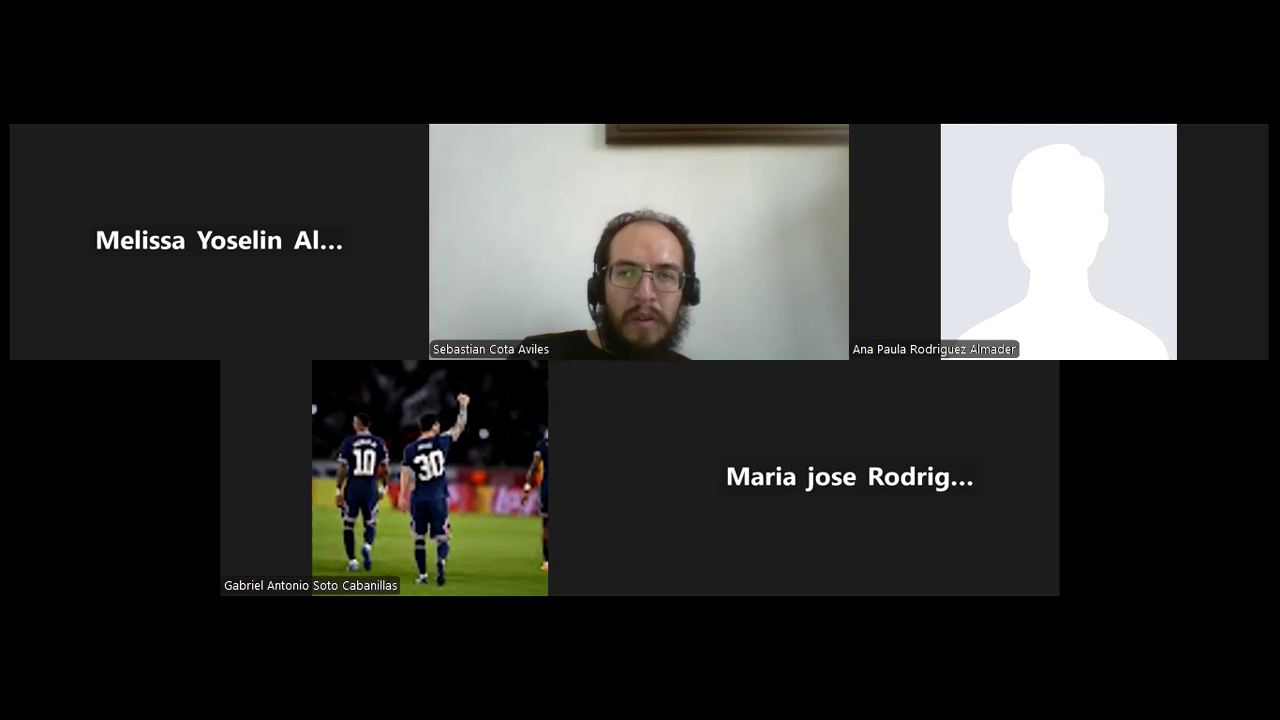 Melissa Yoselin Al...
Sebastian Cota Aviles
Ana Paula Rodriguez Almader
10
30
Gabriel Antonio Soto Cabanillas
Maria jose Rodrig...